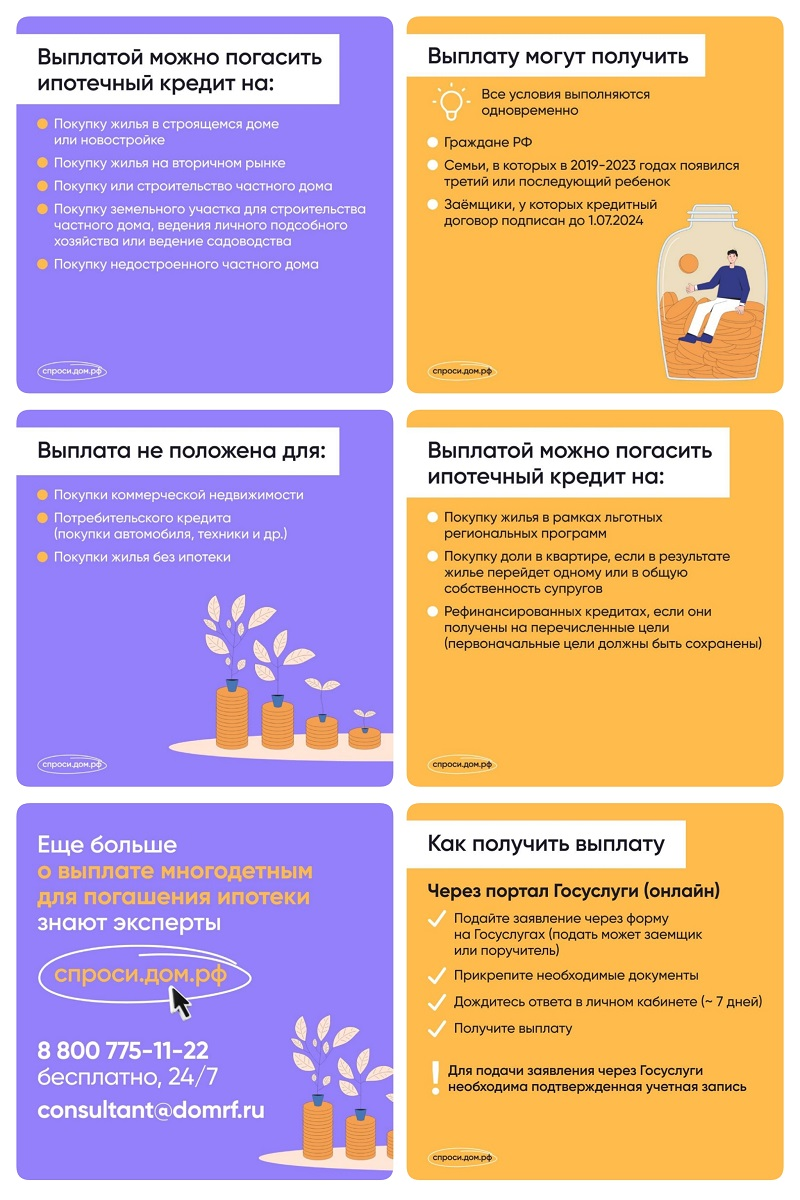 Выплатой можно погасить
ипотечный кредит на:
Покупку жилья в строящемся доме
или новостройке
Покупку жилья на вторичном рынке
Покупку или строительство частного дома
Покупку земельного участка для строительства
частного дома, ведения личного подсобного
хозяйства или ведение садоводства
Покупку недостроенного частного дома
спроси.дом.рф
Выплату могут получить
Все условия выполняются
одновременно
Граждане РФ
Семьи, в которых в 2019-2023 годах появился
третий или последующий ребенок
Заёмщики, у которых кредитный
договор подписан до 1.07.2024
спроси.дом.рф
Выплата не положена для:
Покупки коммерческой недвижимости
Потребительского кредита
(покупки автомобиля, техники и др.)
Покупки жилья без ипотеки
спроси.дом.рф
Выплатой можно погасить
ипотечный кредит на:
Покупку жилья в рамках льготных
региональных программ
Покупку доли в квартире, если в результате
жилье перейдет одному или в общую
собственность супругов
Рефинансированных кредитах, если они
получены на перечисленные цели
(первоначальные цели должны быть сохранены)
спроси.дом.рф
Еще больше
о выплате многодетным
для погашения ипотеки
знают эксперты
спроси.дом.рф
8 800 775-11-22
бесплатно, 24/7
consultant@domrf.ru
Как получить выплату
Через портал Госуслуги (онлайн)
Подайте заявление через форму
на Госуслугах (подать может заемщик
или поручитель)
Прикрепите необходимые документы
Дождитесь ответа в личном кабинете (~ 7 дней)
Получите выплату
! Для подачи заявления через Госуслуги
необходима подтвержденная учетная запись
спроси.дом.рф